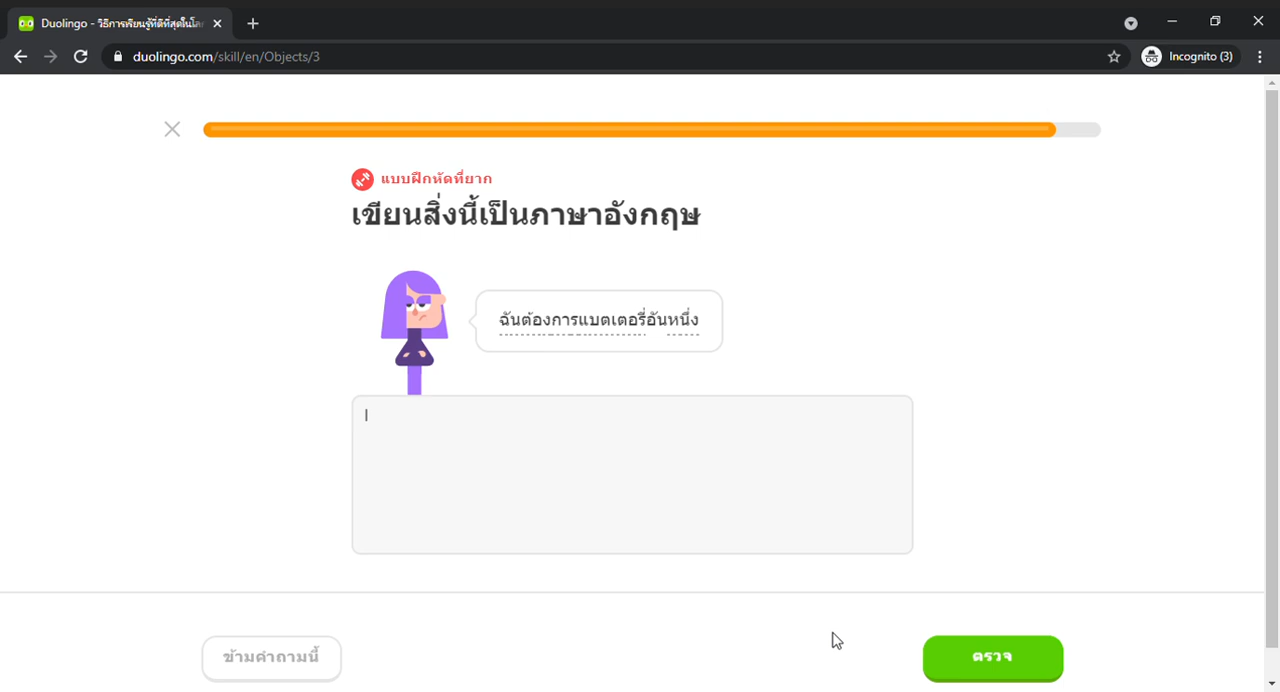 Duolingo - วิธีการเรียนรู้ที่ดีที่สุดในโลก
duolingo.com/skill/en/Objects/3
Incognito (3)
แบบฝึกหัดที่ยาก
เขียนสิ่งนี้เป็นภาษาอังกฤษ
ฉันต้องการแบตเตอรี่อันหนึ่ง
I
ข้ามคำถามนี้
ตรวจ